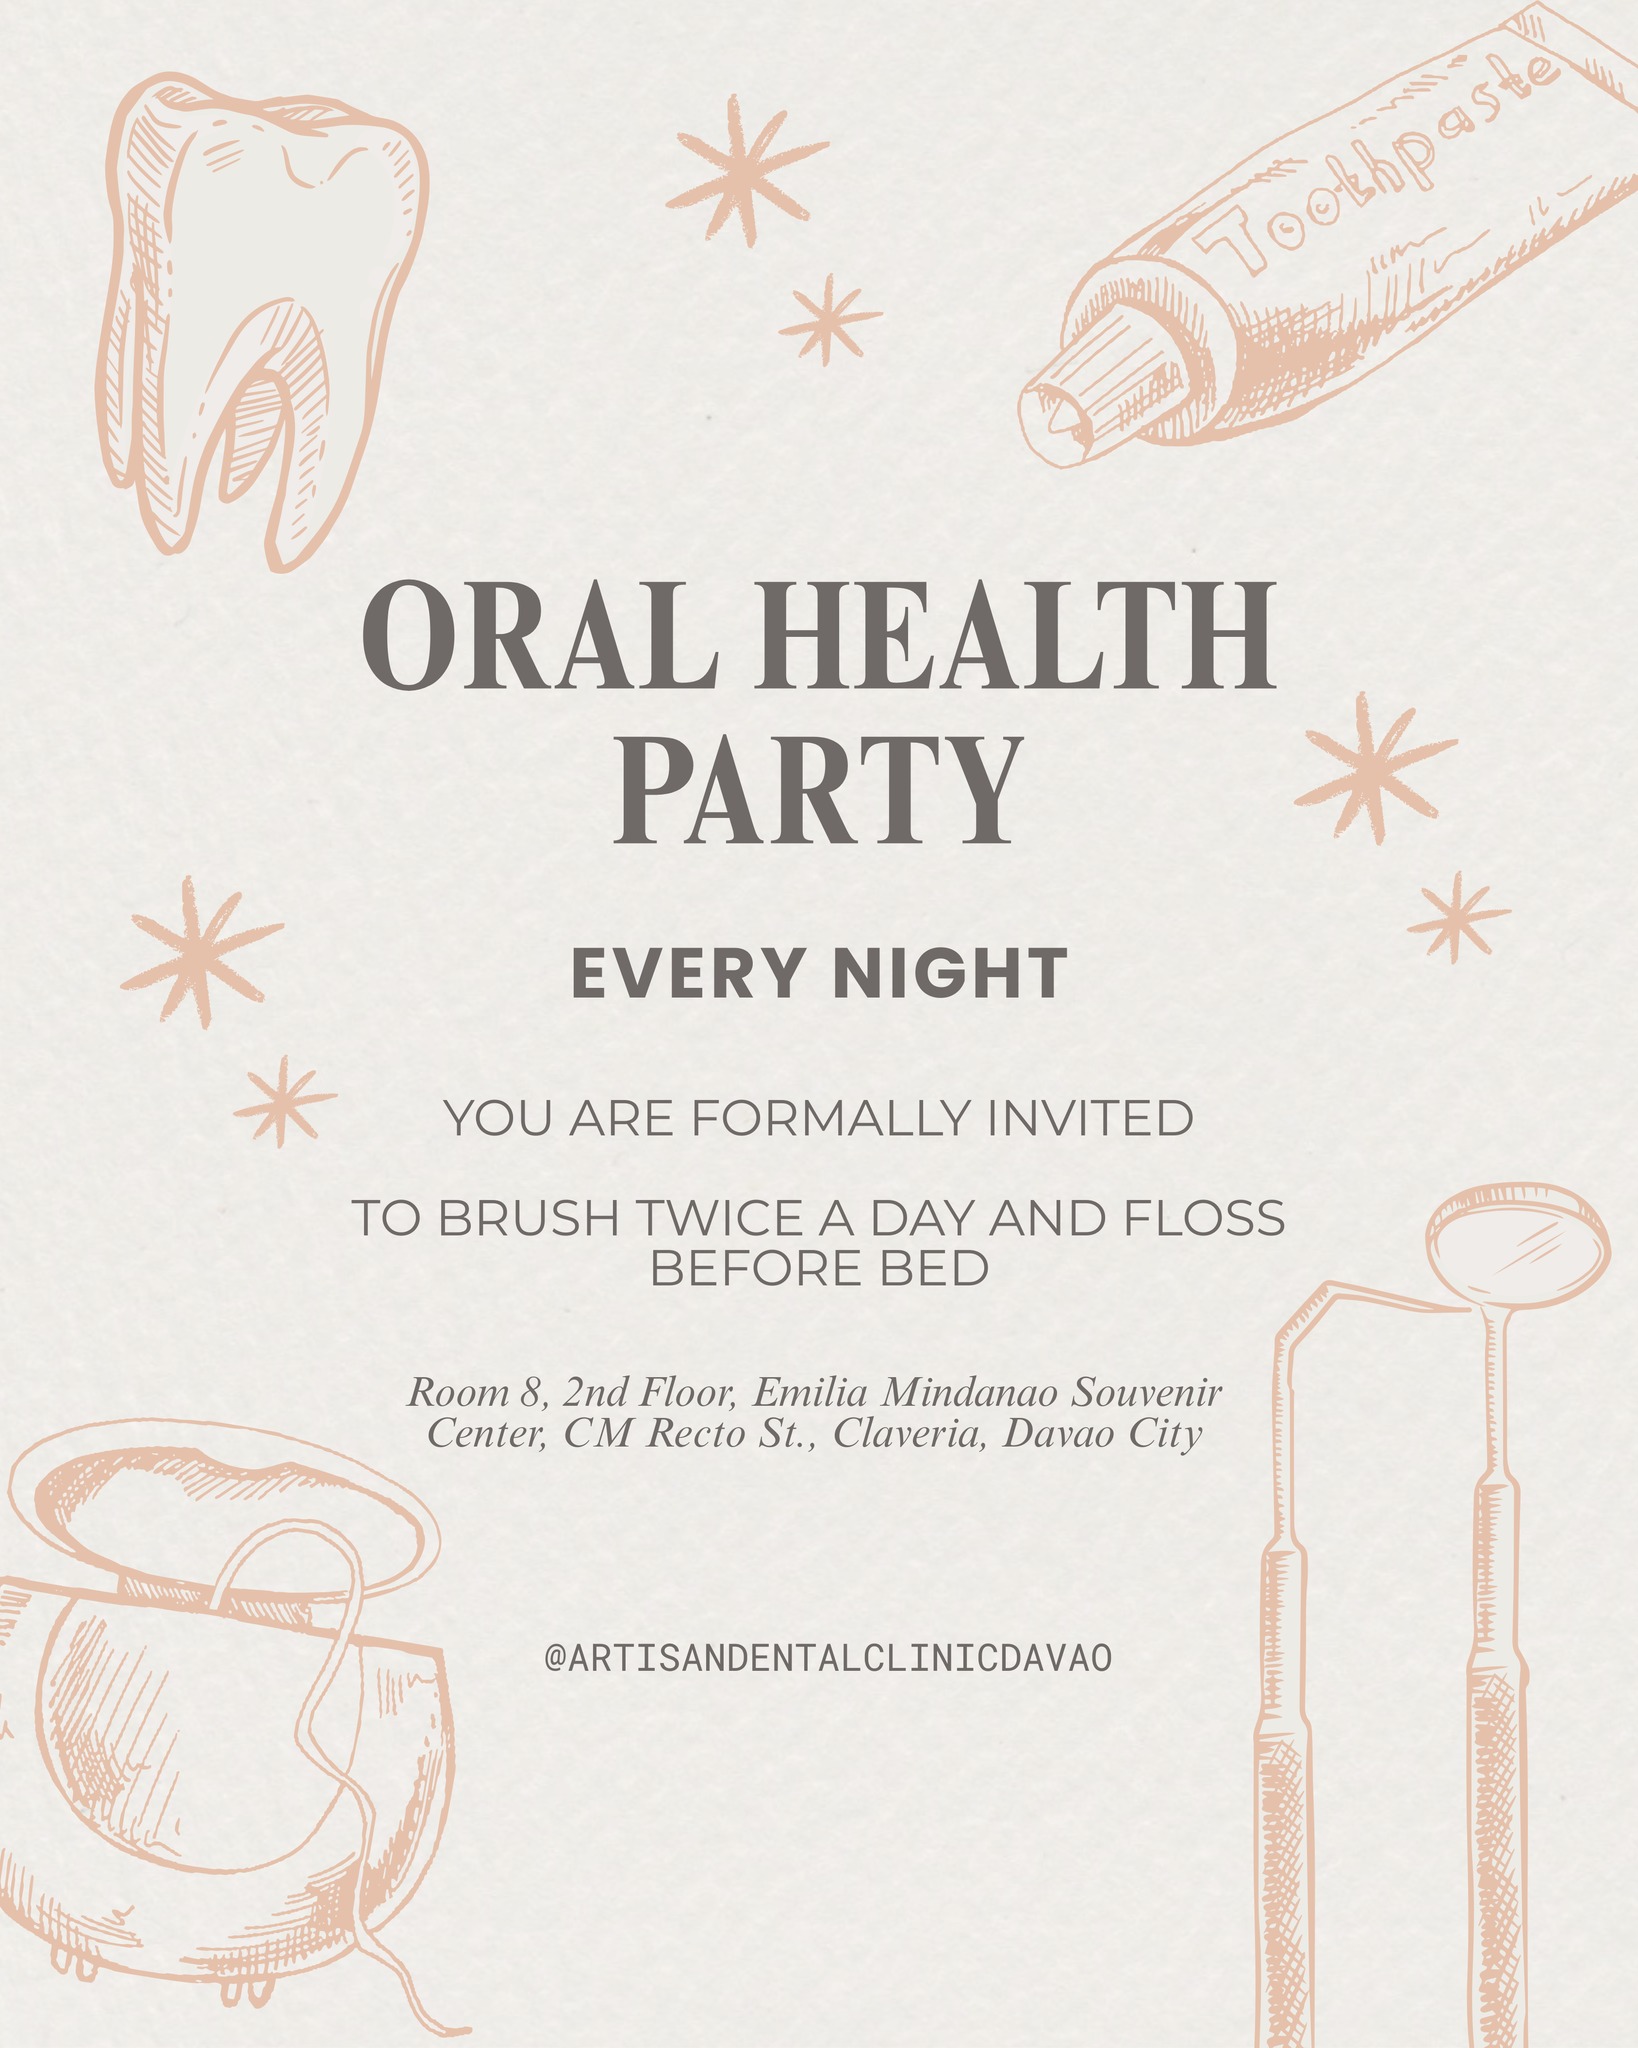 Toothpaste
ORAL HEALTH
PARTY
EVERY NIGHT
YOU ARE FORMALLY INVITED
TO BRUSH TWICE A DAY AND FLOSS
BEFORE BED
Room 8, 2nd Floor, Emilia Mindanao Souvenir
Center, CM Recto St., Claveria, Davao City
@ARTISANDENTALCLINICDAVAO